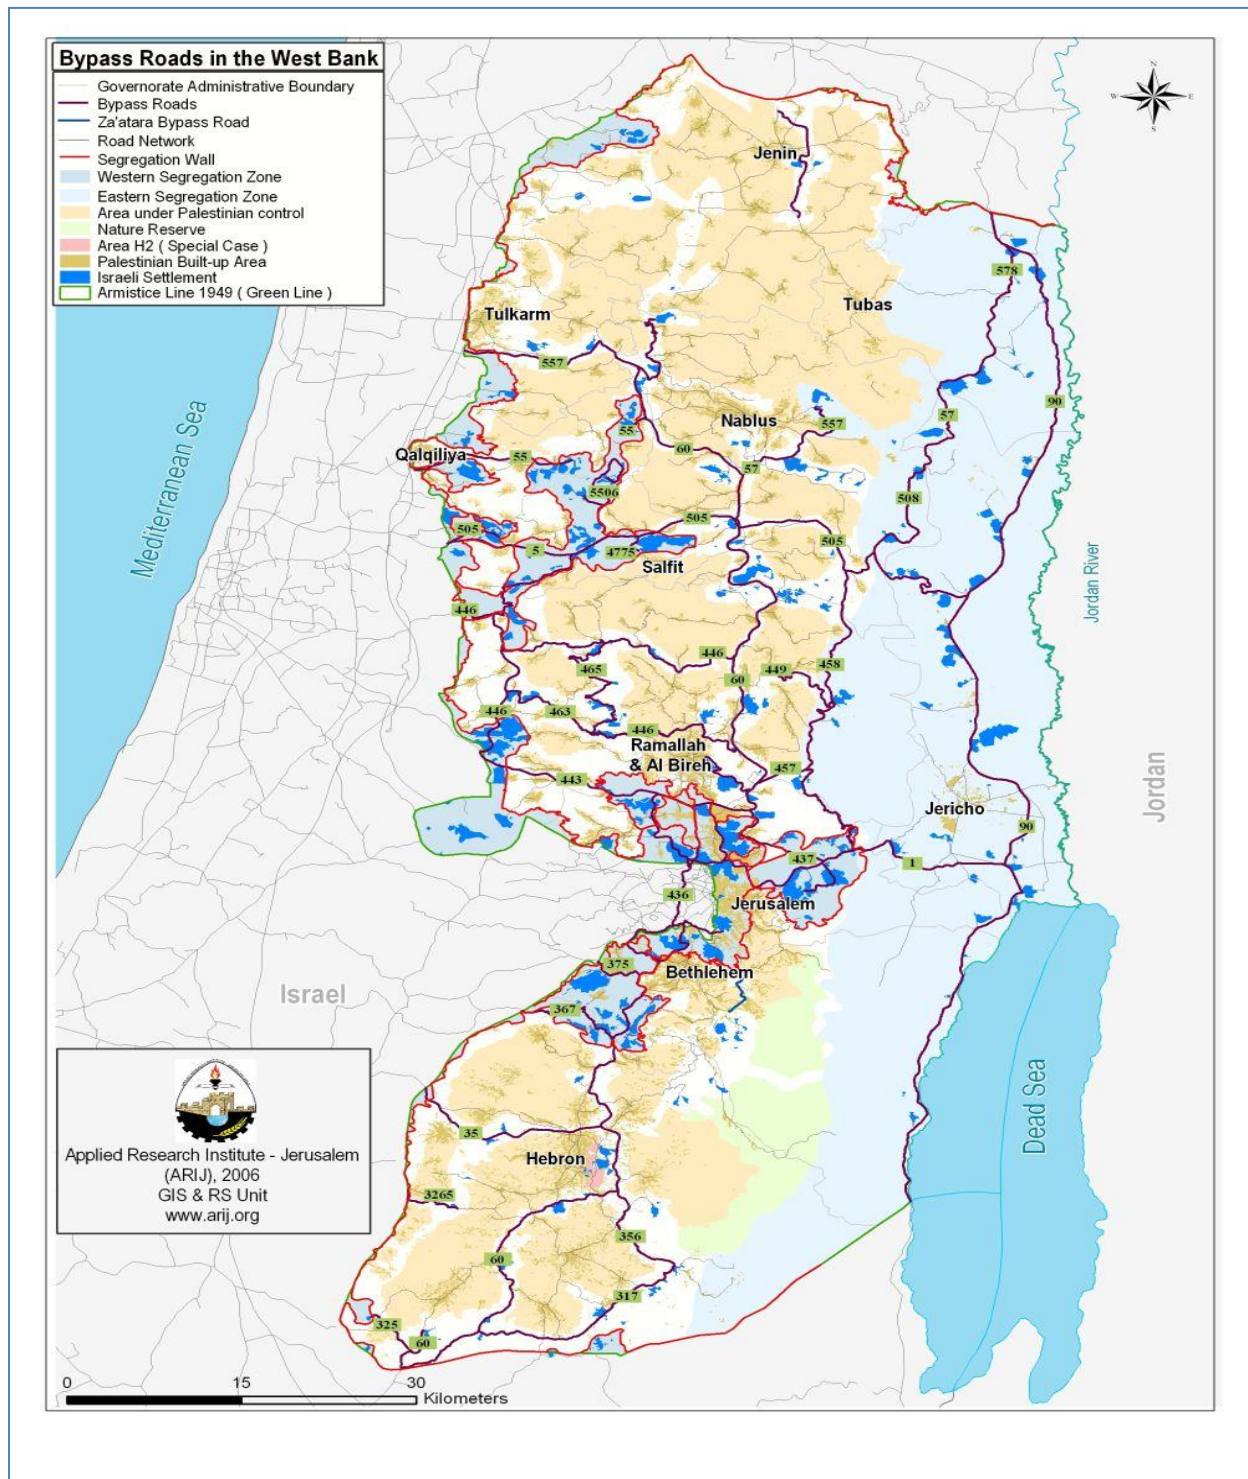 Bypass Roads in the West Bank
Governorate Administrative Boundary
Bypass Roads
Za'atara Bypass Road
Road Network
Segregation Wall
Western Segregation Zone
Eastern Segregation Zone
Area under Palestinian control
Nature Reserve
Area H2 ( Special Case )
Palestinian Built-up Area
Israeli Settlement
Armistice Line 1949 ( Green Line )
N
W E
S
Jenin
578
Tubas
Tulkarm
557
90
57
Nablus
557
55
60
Qalqiliya
55
57
5506
508
Mediterranean Sea
505
505
505
5
4775
Salfit
Jordan River
446
446
465
449
458
60
446
463
446
Ramallah
& Al Bireh
457
443
Jordan
Jericho
90
437
1
436
Jerusalem
375
Bethlehem
Israel
367
Dead Sea
35
Hebron
3265
356
60
317
325
60
Applied Research Institute - Jerusalem
(ARIJ), 2006
GIS & RS Unit
www.arij.org
0 15 30
Kilometers